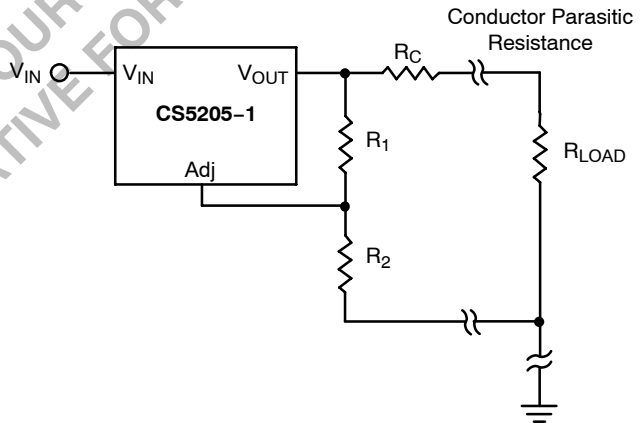 Conductor Parasitic
Resistance
R_C
V_IN
V_IN
V_OUT
CS5205−1
R_1
R_LOAD
Adj
R_2